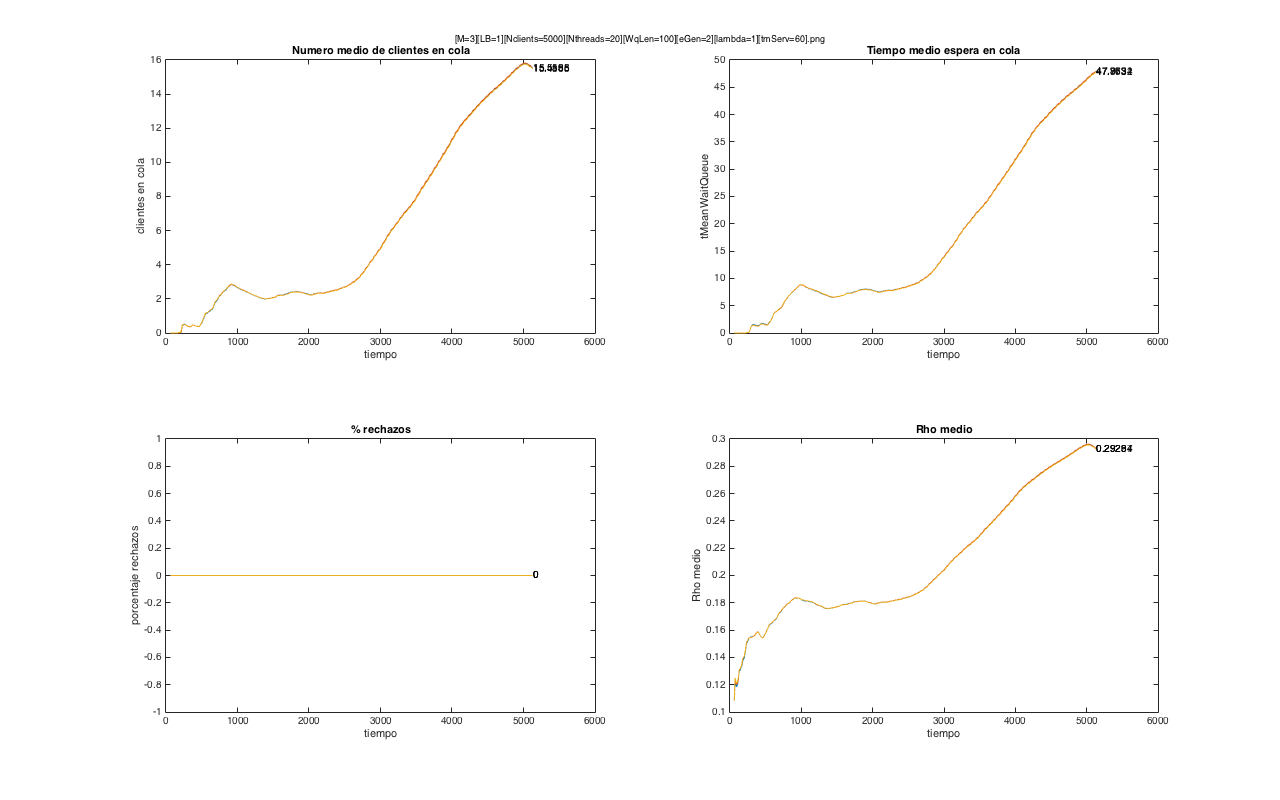 [M=3][LB=1][Nclients=5000][Nthreads=20][WqLen=100][eGen=2][lambda=1][tmServ=60].png
Numero medio de clientes en cola
16
14
12
10
8
6
4
2
0
clientes en cola
0 1000 2000 3000 4000 5000 6000
tiempo
Tiempo medio espera en cola
50
45
40
35
30
25
20
15
10
5
0
tMeanWaitQueue
0 1000 2000 3000 4000 5000 6000
tiempo
% rechazos
1
0.8
0.6
0.4
0.2
0
-0.2
-0.4
-0.6
-0.8
-1
porcentaje rechazos
0
0 1000 2000 3000 4000 5000 6000
tiempo
Rho medio
0.3
0.28
0.26
0.24
0.22
0.2
0.18
0.16
0.14
0.12
0.1
Rho medio
0 1000 2000 3000 4000 5000 6000
tiempo